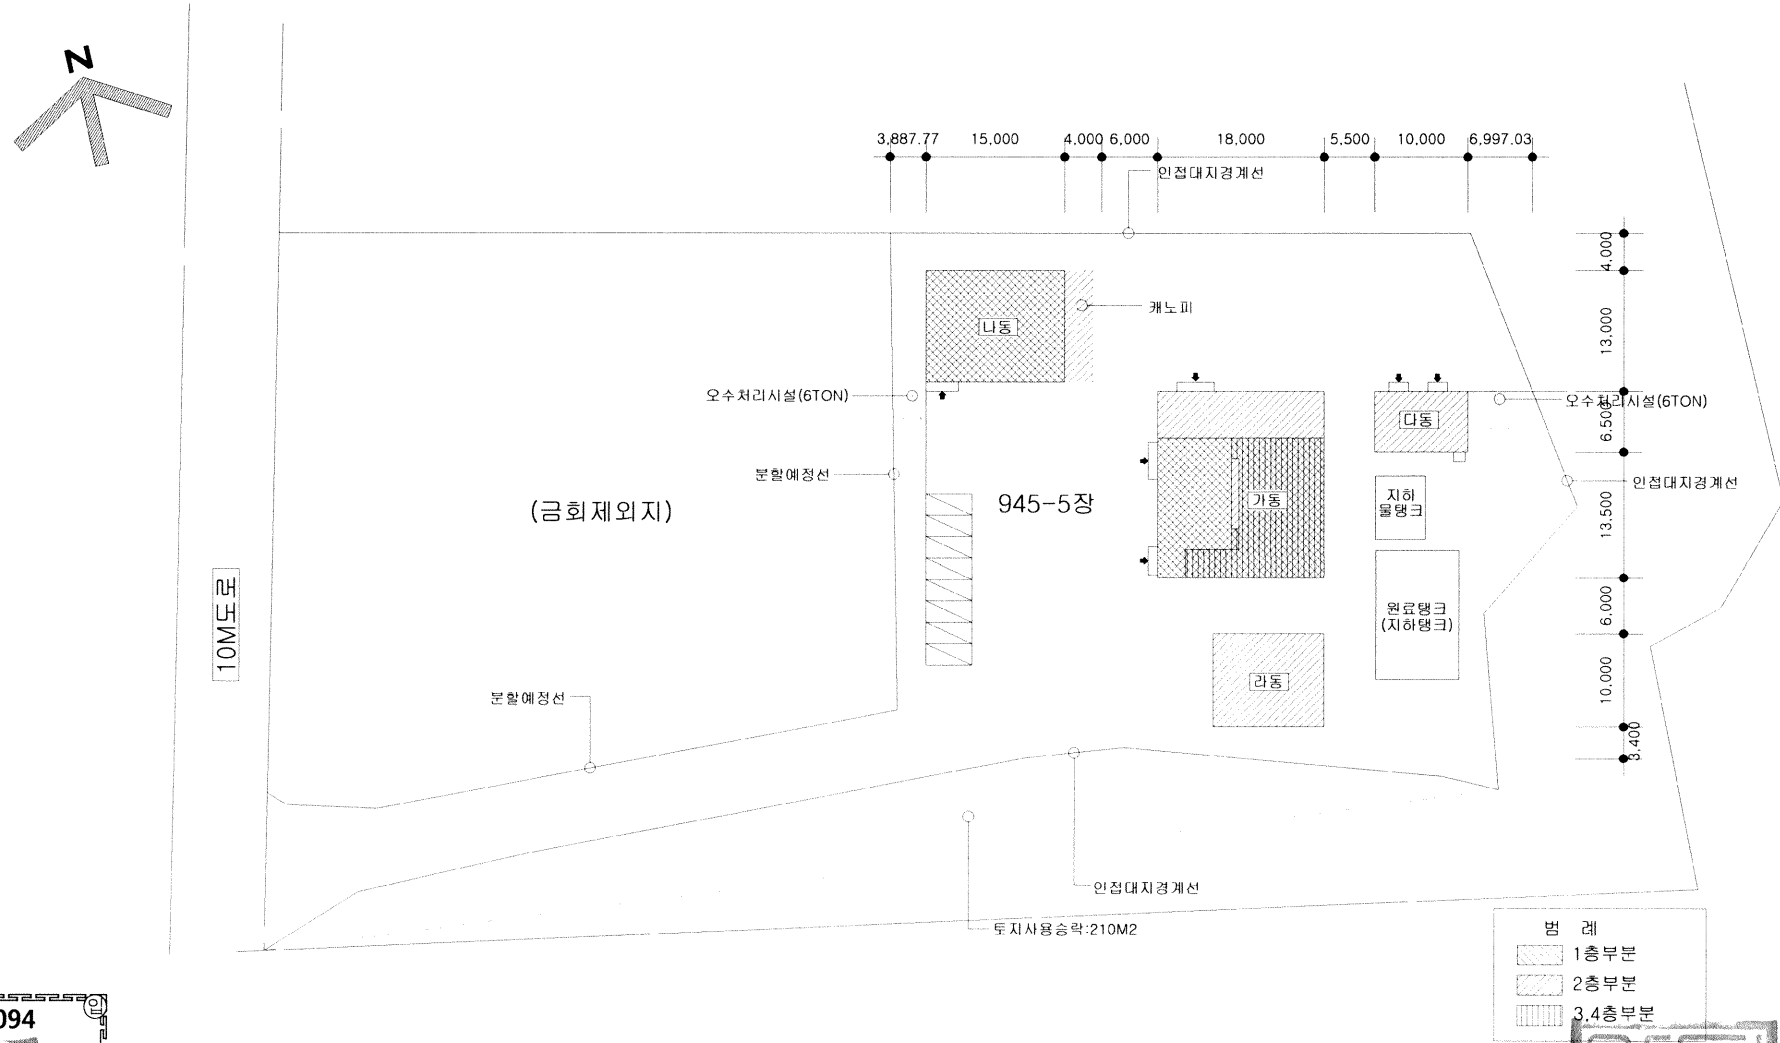 N
3,887.77 15,000 4,000 6,000 18,000 5,500 10,000 6,997.03
인접대지경계선
4,000
나동
캐노피
13,000
오수처리시설(6TON)
다동
오수처리시설(6TON)
6,500
분할예정선
(금회제외지)
945-5장
가동
지하
물탱크
인접대지경계선
13,500
10M도로
원료탱크
(지하탱크)
6,000
분할예정선
라동
10,000
3,400
인접대지경계선
토지사용승락:210M2
범 례
1층부분
2층부분
3,4층부분
094